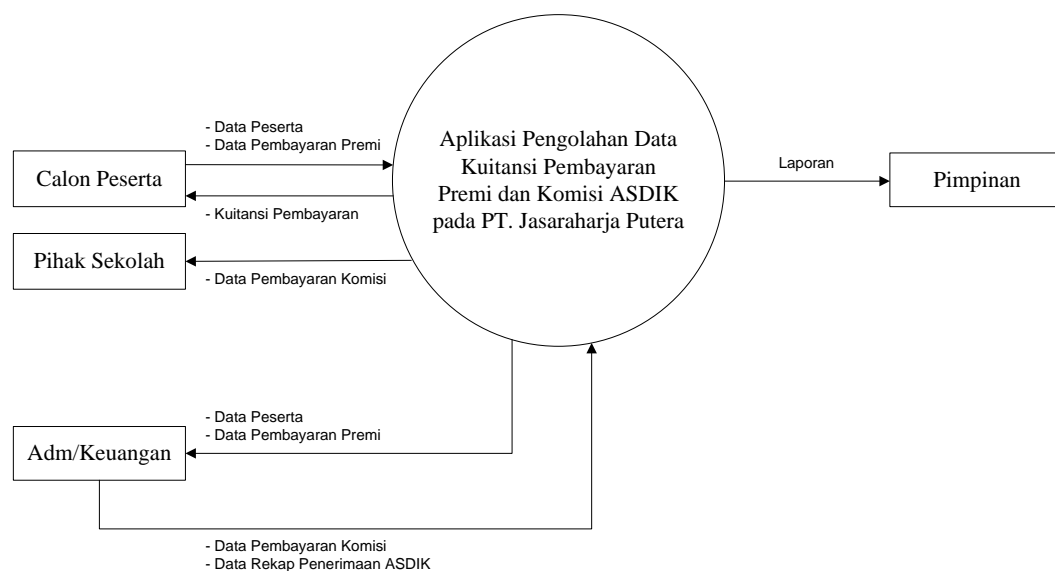 - Data Peserta
- Data Pembayaran Premi
Calon Peserta
- Kuitansi Pembayaran
Pihak Sekolah
- Data Pembayaran Komisi
Aplikasi Pengolahan Data
Kuitansi Pembayaran
Premi dan Komisi ASDIK
pada PT. Jasaraharja Putera
Laporan
Pimpinan
- Data Peserta
- Data Pembayaran Premi
Adm/Keuangan
- Data Pembayaran Komisi
- Data Rekap Penerimaan ASDIK